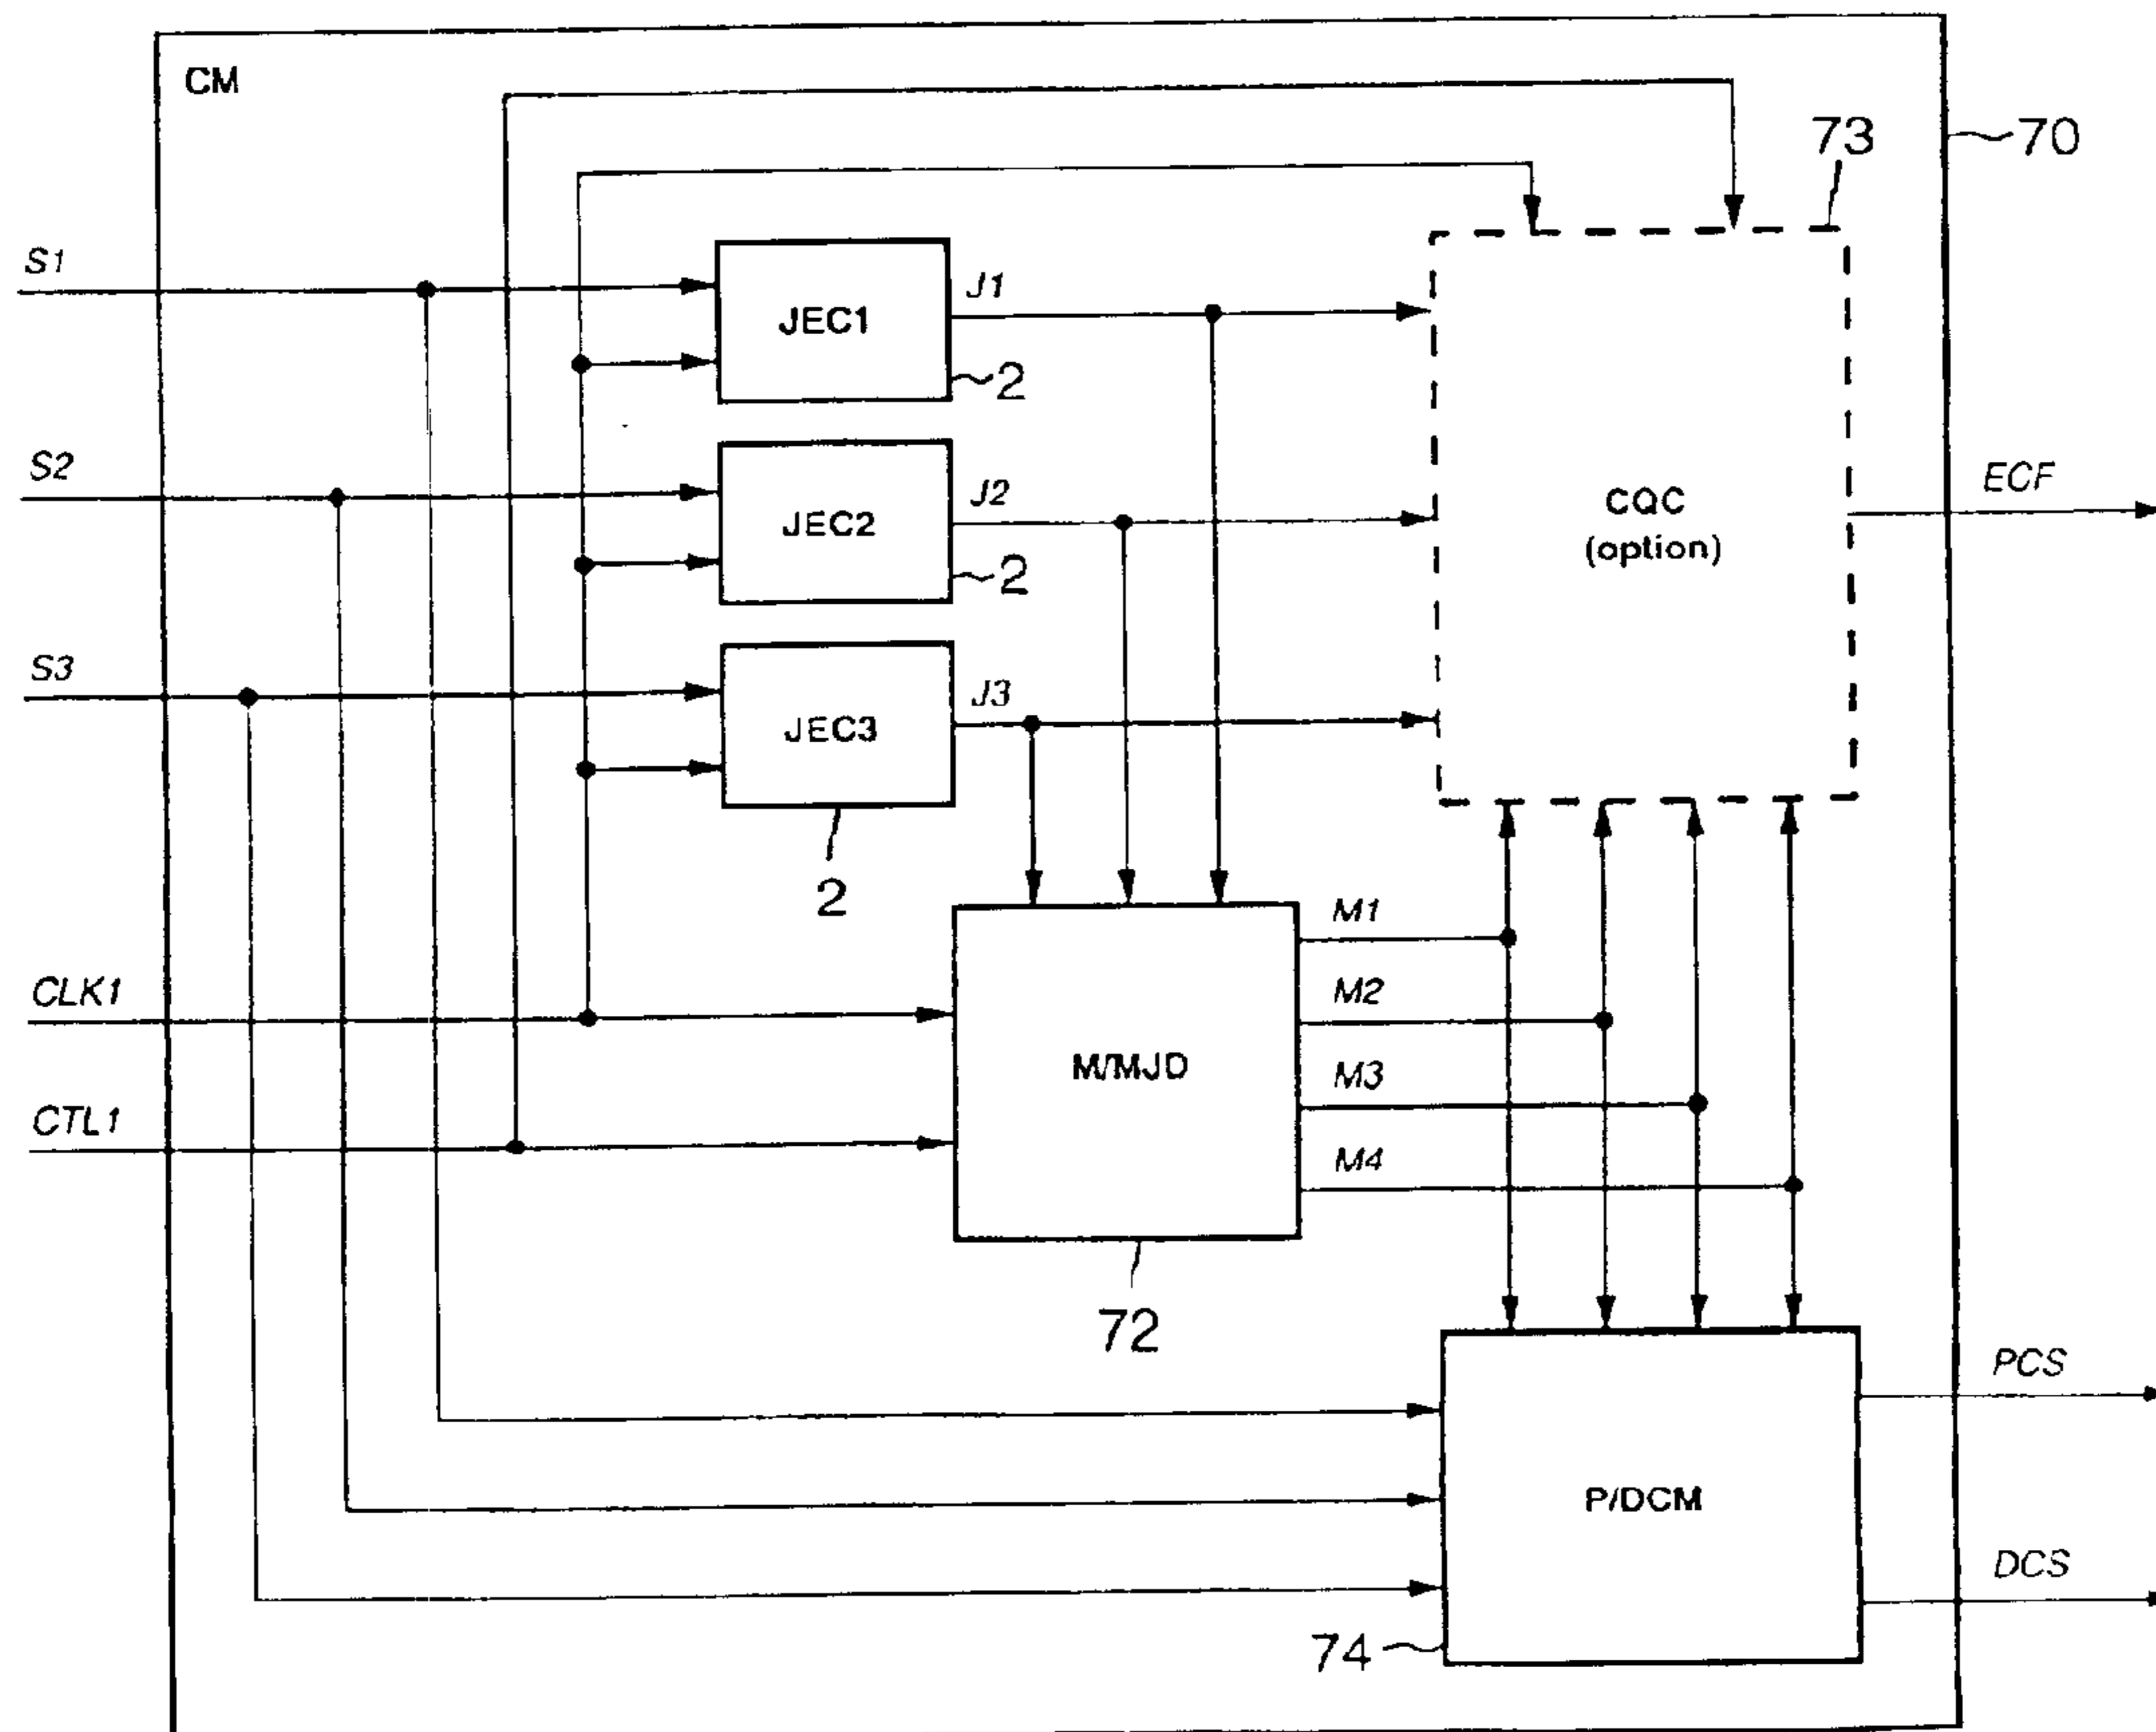 CM
70
73
S1
JEC1
J1
2
S2
JEC2
J2
2
CQC
(option)
ECF
S3
JEC3
J3
2
CLK1
CTL1
M/MJD
M1
M2
M3
M4
72
P/DCM
PCS
DCS
74